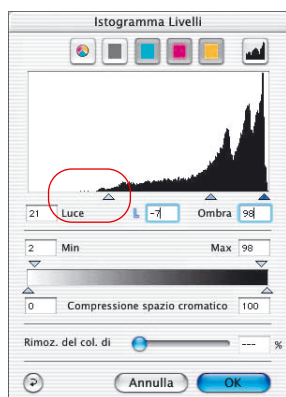 Istogramma Livelli
21 Luce L -7 Ombra 98
2 Min Max 98
0 Compressione spazio cromatico 100
Rimoz. del col. di --- %
Annulla OK